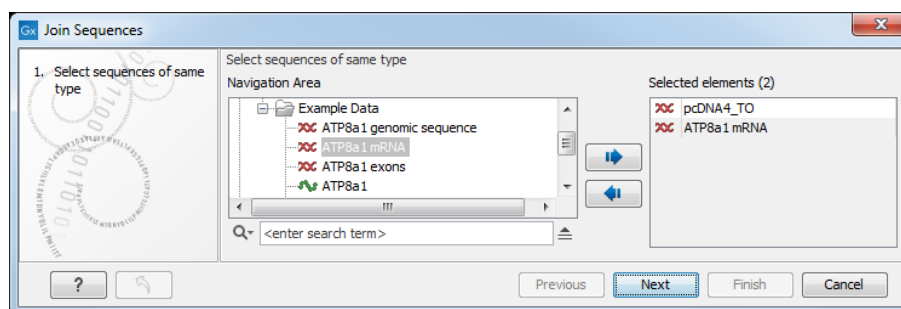 Gx Join Sequences
X
1. Select sequences of same
type
Select sequences of same type
Navigation Area
Example Data
ATP8a1 genomic sequence
ATP8a1 mRNA
ATP8a1 exons
ATP8a1
<enter search term>
Selected elements (2)
pcDNA4_TO
ATP8a1 mRNA
?
Previous
Next
Finish
Cancel